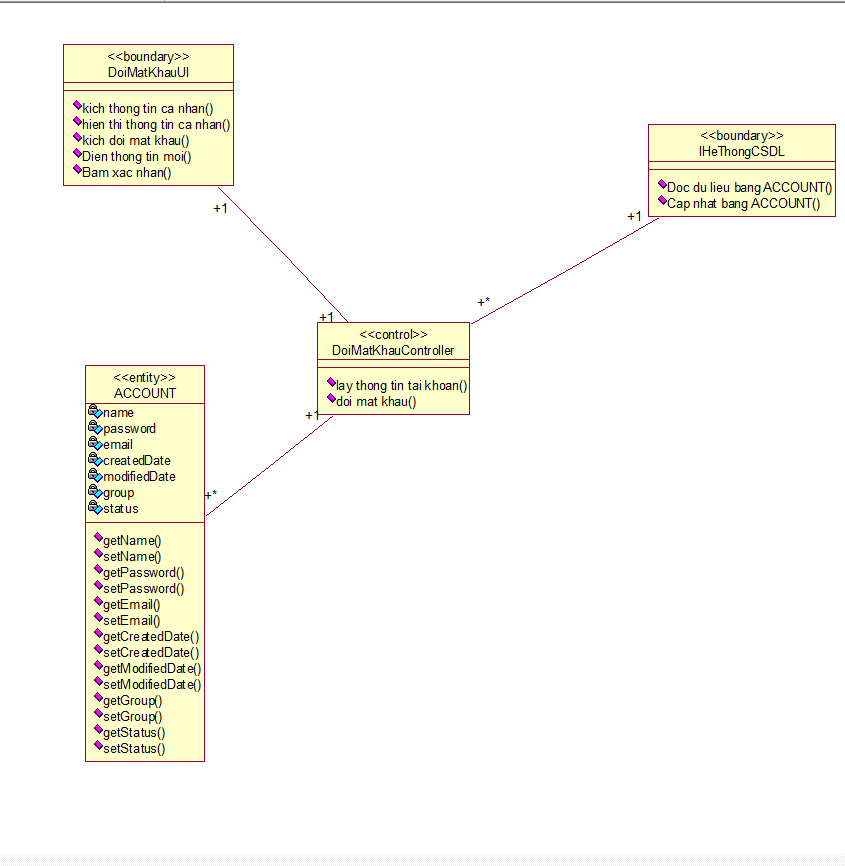 <<boundary>>
DoiMatKhauUI
kich thong tin ca nhan()
hien thi thong tin ca nhan()
kich doi mat khau()
Dien thong tin moi()
Bam xac nhan()
+1
<<boundary>>
IHeThongCSDL
Doc du lieu bang ACCOUNT()
Cap nhat bang ACCOUNT()
+1
+*
+1
<<control>>
DoiMatKhauController
lay thong tin tai khoan()
doi mat khau()
+1
+*
<<entity>>
ACCOUNT
name
password
email
createdDate
modifiedDate
group
status
getName()
setName()
getPassword()
setPassword()
getEmail()
setEmail()
getCreatedDate()
setCreatedDate()
getModifiedDate()
setModifiedDate()
getGroup()
setGroup()
getStatus()
setStatus()